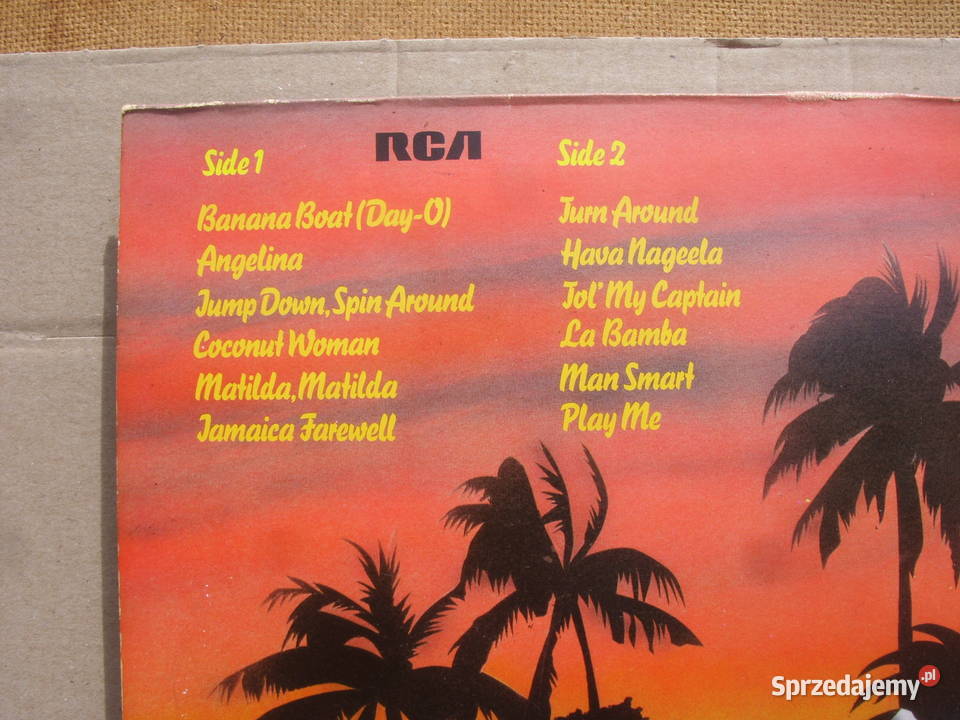 Side 1
Banana Boat (Day-O)
Angelina
Jump Down, Spin Around
Coconut Woman
Matilda, Matilda
Jamaica Farewell
RCA
Side 2
Turn Around
Hava Nageela
Tol' My Captain
La Bamba
Man Smart
Play Me
Sprzedajemy.pl